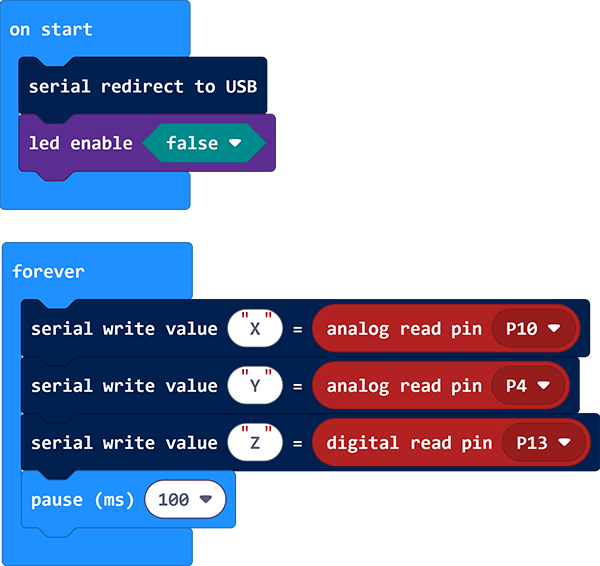 on start
serial redirect to USB
led enable false
forever
serial write value "X" = analog read pin P10
serial write value "Y" = analog read pin P4
serial write value "Z" = digital read pin P13
pause (ms) 100